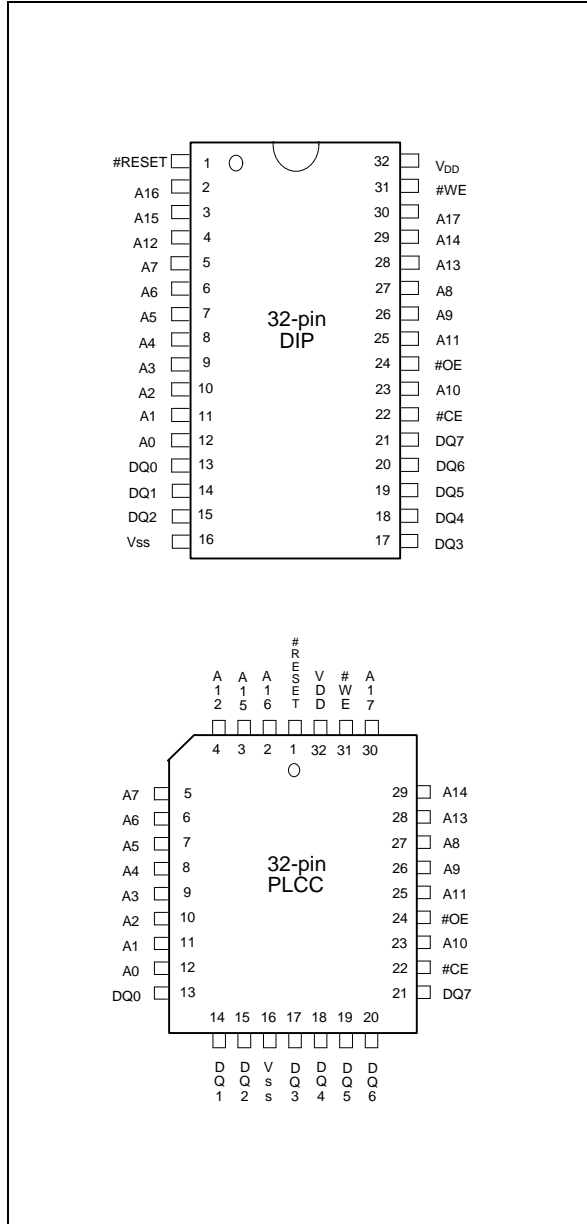 #RESET 1 32 VDD
A16 2 31 #WE
A15 3 30 A17
A12 4 29 A14
A7 5 28 A13
A6 6 27 A8
A5 7 26 A9
A4 8 25 A11
A3 9 24 #OE
A2 10 23 A10
A1 11 22 #CE
A0 12 21 DQ7
DQ0 13 20 DQ6
DQ1 14 19 DQ5
DQ2 15 18 DQ4
Vss 16 17 DQ3
32-pin
DIP
A12 A15 A16 #RESET VDD #WE A17
4 3 2 1 32 31 30
A7 5 29 A14
A6 6 28 A13
A5 7 27 A8
A4 8 26 A9
A3 9 25 A11
A2 10 24 #OE
A1 11 23 A10
A0 12 22 #CE
DQ0 13 21 DQ7
32-pin
PLCC
14 15 16 17 18 19 20
DQ1 DQ2 Vss DQ3 DQ4 DQ5 DQ6